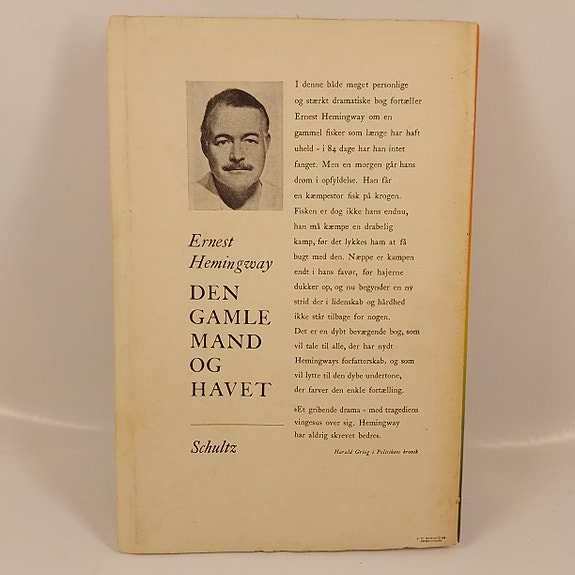 Ernest
Hemingway
DEN
GAMLE
MAND
OG
HAVET
Schultz
I denne både meget personlige
og stærkt dramatiske bog fortæller
Ernest Hemingway om en
gammel fisker som længe har haft
uheld - i 84 dage har han intet
fanget. Men en morgen går hans
drøm i opfyldelse. Han får
en kæmpestor fisk på krogen.
Fisken er dog ikke hans endnu,
han må kæmpe en drabelig
kamp, før det lykkes ham at få
bugt med den. Næppe er kampen
endt i hans favør, før hajerne
dukker op, og nu begynder en ny
strid der i lidenskab og hårdhed
ikke står tilbage for nogen.
Det er en dybt bevægende bog, som
vil tale til alle, der har nydt
Hemingways forfatterskab, og som
vil lytte til den dybe undertone,
der farver den enkle fortælling.
»Et gribende drama - med tragediens
vingesus over sig. Hemingway
har aldrig skrevet bedre«.
Harald Grieg i Politikens kronik